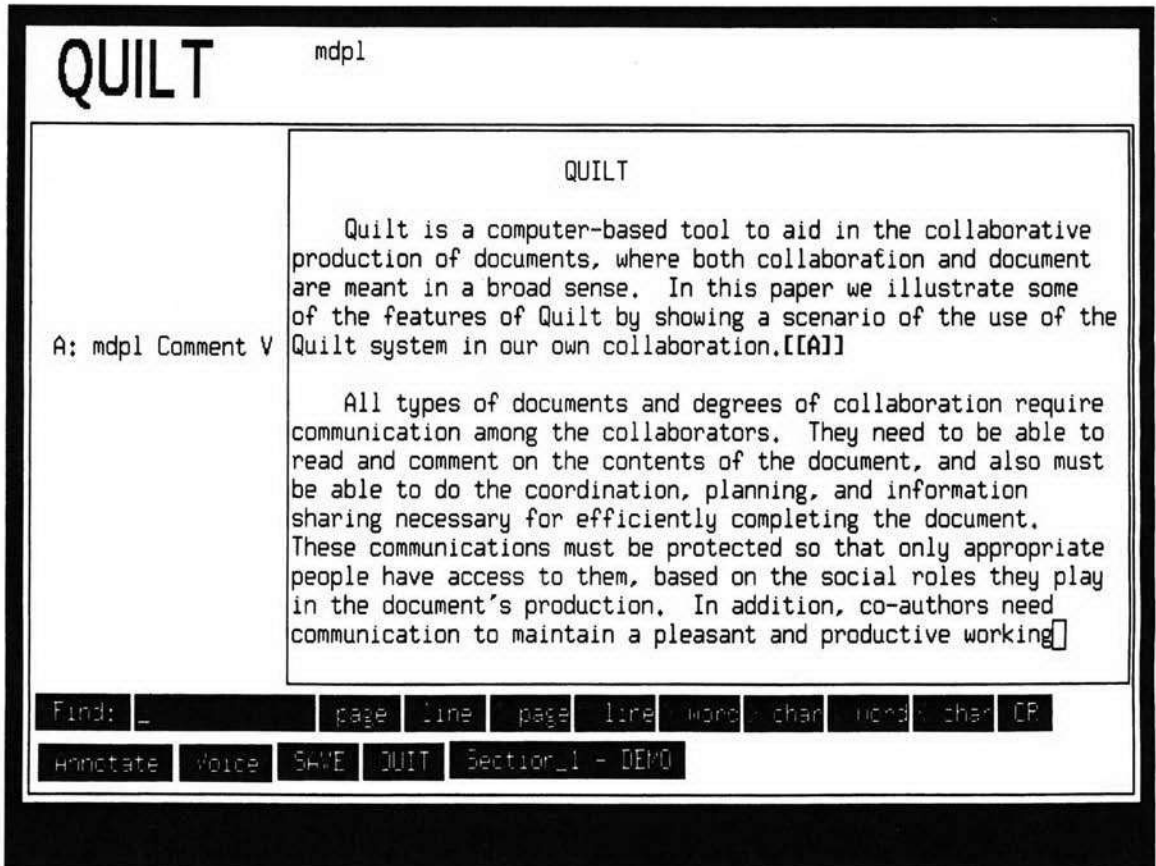 QUILT mdpl
QUILT
Quilt is a computer-based tool to aid in the collaborative
production of documents, where both collaboration and document
are meant in a broad sense. In this paper we illustrate some
of the features of Quilt by showing a scenario of the use of the
A: mdpl Comment V Quilt system in our own collaboration.[[A]]
All types of documents and degrees of collaboration require
communication among the collaborators. They need to be able to
read and comment on the contents of the document, and also must
be able to do the coordination, planning, and information
sharing necessary for efficiently completing the document.
These communications must be protected so that only appropriate
people have access to them, based on the social roles they play
in the document's production. In addition, co-authors need
communication to maintain a pleasant and productive working
Find: _ page line page line word > char word < char CR
Annotate Voice SAVE QUIT Section_1 - DEMO